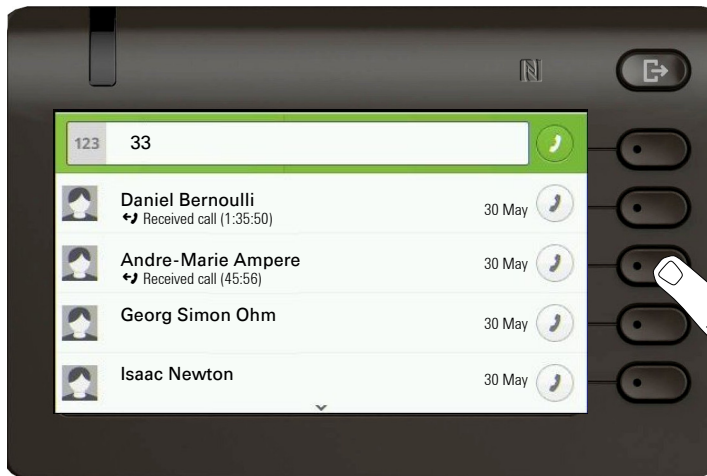 123 33
Daniel Bernoulli
Received call (1:35:50)
30 May
Andre-Marie Ampere
Received call (45:56)
30 May
Georg Simon Ohm
30 May
Isaac Newton
30 May